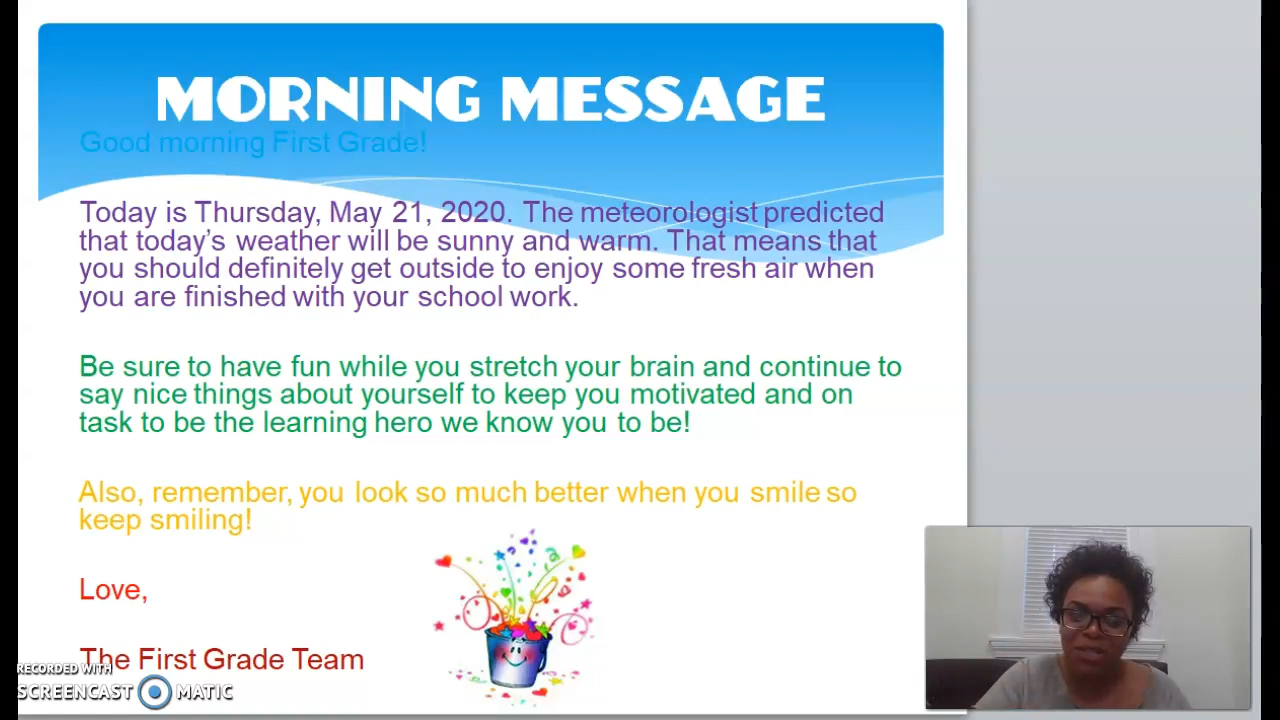 MORNING MESSAGE
Good morning First Grade!
Today is Thursday, May 21, 2020. The meteorologist predicted
that today's weather will be sunny and warm. That means that
you should definitely get outside to enjoy some fresh air when
you are finished with your school work.
Be sure to have fun while you stretch your brain and continue to
say nice things about yourself to keep you motivated and on
task to be the learning hero we know you to be!
Also, remember, you look so much better when you smile so
keep smiling!
Love,
The First Grade Team
RECORDED WITH
SCREENCAST MATIC